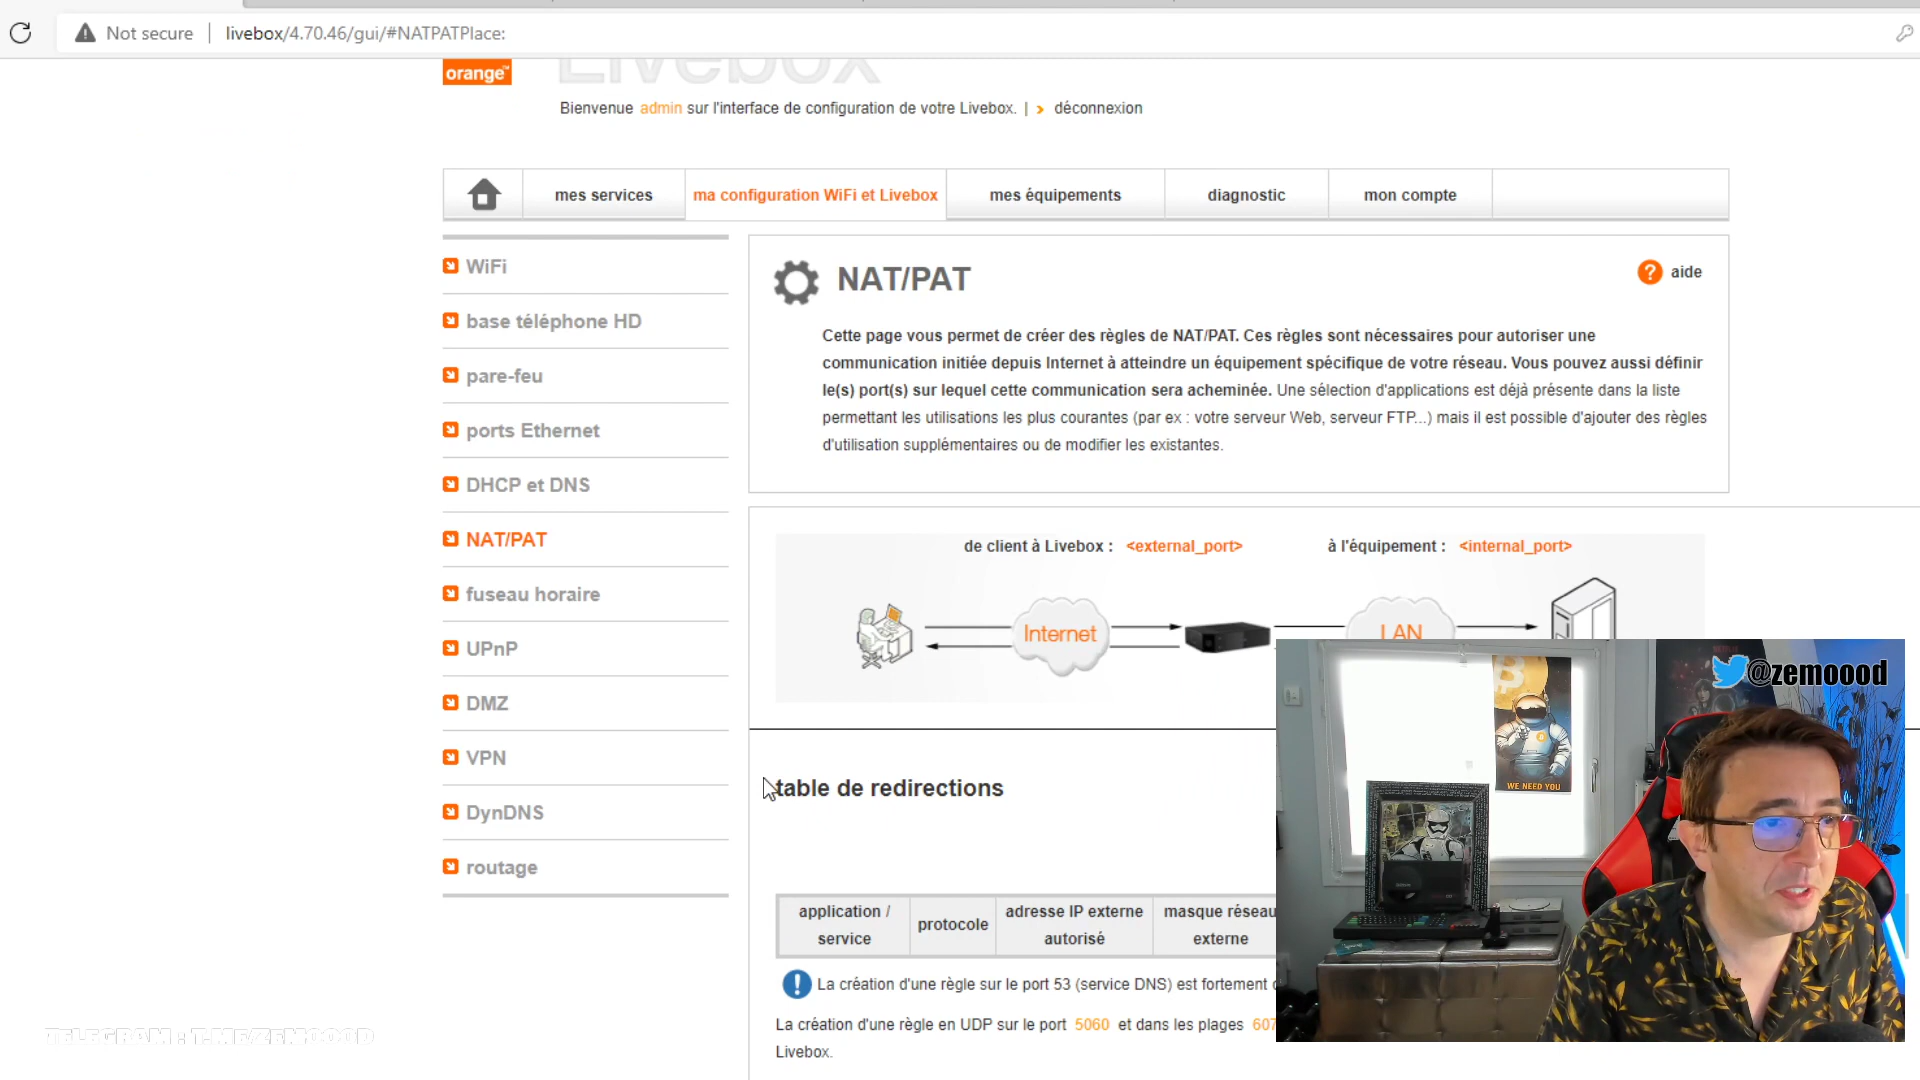 Not secure livebox/4.70.46/gui/#NATPATPlace:
orange™ Livebox
Bienvenue admin sur l'interface de configuration de votre Livebox. | déconnexion
mes services ma configuration WiFi et Livebox mes équipements diagnostic mon compte
WiFi
base téléphone HD
pare-feu
ports Ethernet
DHCP et DNS
NAT/PAT
fuseau horaire
UPnP
DMZ
VPN
DynDNS
routage
NAT/PAT
? aide
Cette page vous permet de créer des règles de NAT/PAT. Ces règles sont nécessaires pour autoriser une
communication initiée depuis Internet à atteindre un équipement spécifique de votre réseau. Vous pouvez aussi définir
le(s) port(s) sur lequel cette communication sera acheminée. Une sélection d'applications est déjà présente dans la liste
permettant les utilisations les plus courantes (par ex : votre serveur Web, serveur FTP...) mais il est possible d'ajouter des règles
d'utilisation supplémentaires ou de modifier les existantes.
de client à Livebox : <external_port> à l'équipement : <internal_port>
Internet LAN
table de redirections
application / service
protocole
adresse IP externe autorisé
masque réseau externe
La création d'une règle sur le port 53 (service DNS) est fortement
La création d'une règle en UDP sur le port 5060 et dans les plages 607
Livebox.
@zemoood
WE NEED YOU
TELEGRAM : T.ME/ZEMOOOD